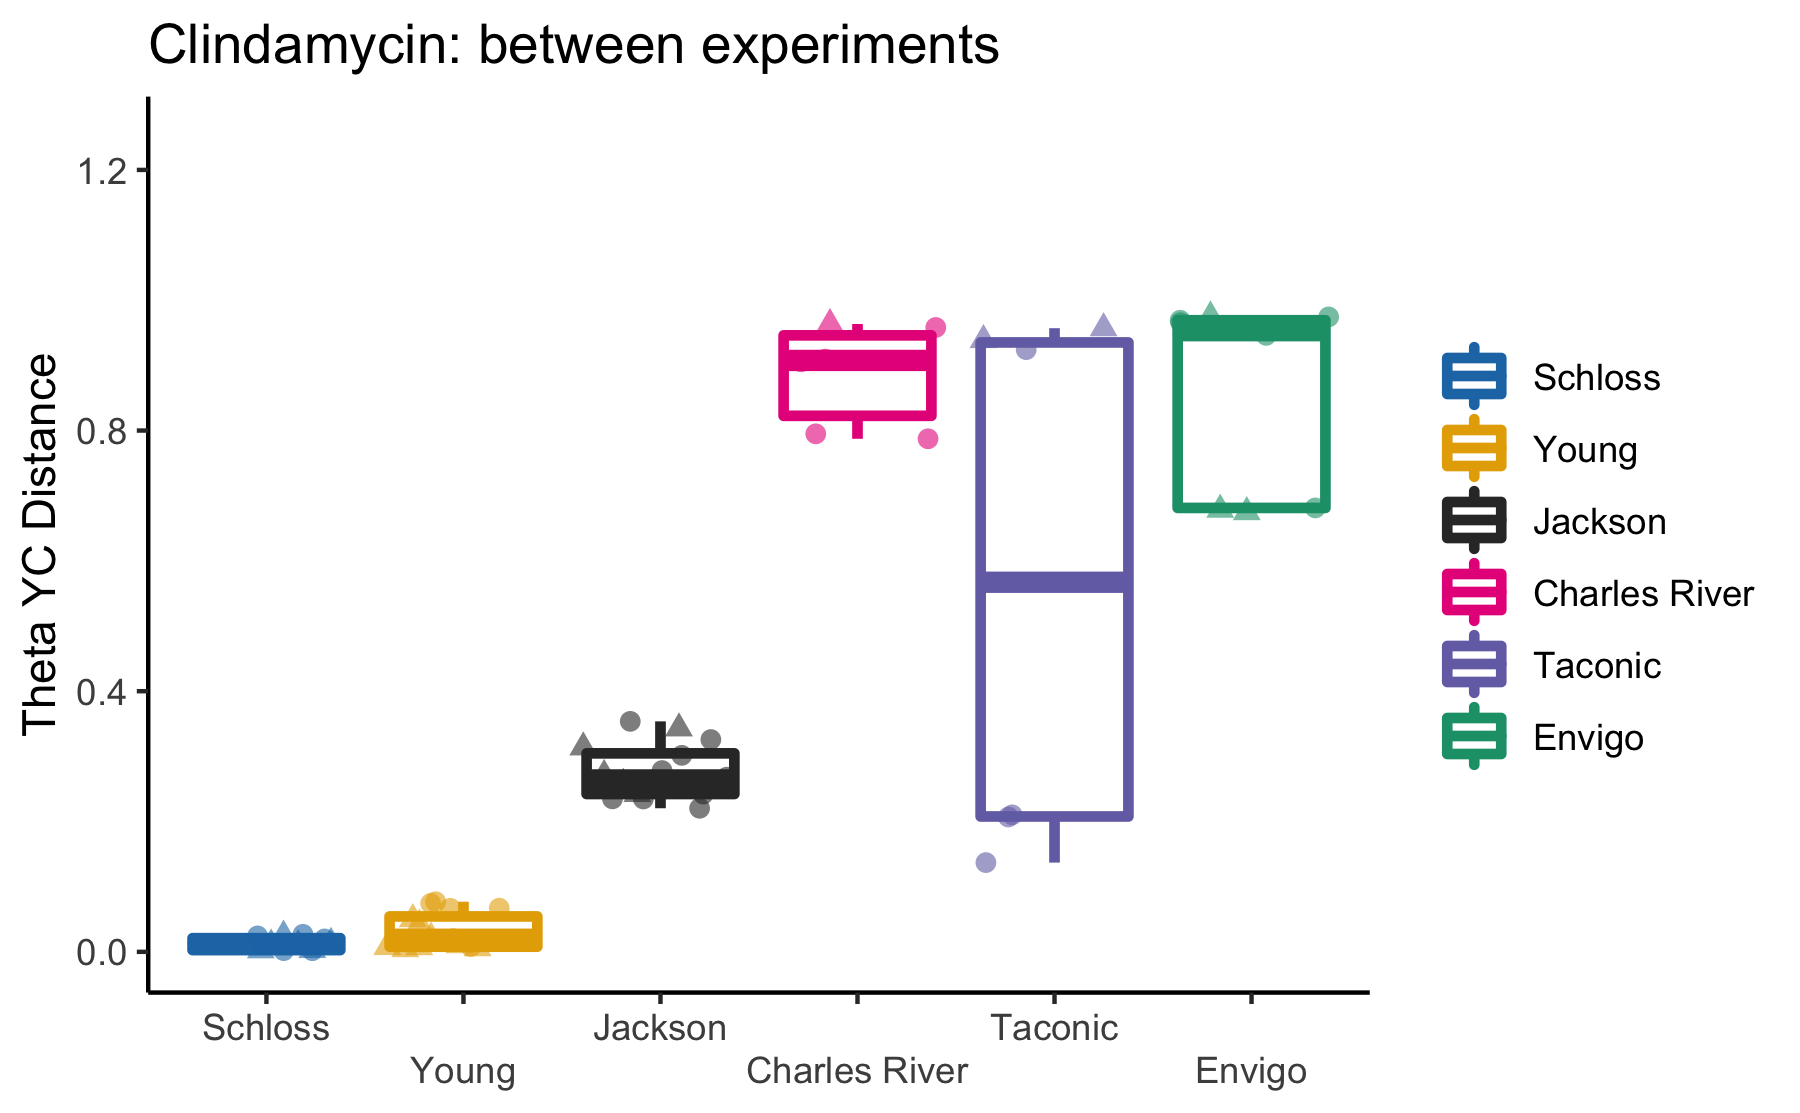 Clindamycin: between experiments
Theta YC Distance
1.2
0.8
0.4
0.0
Schloss
Young
Jackson
Charles River
Taconic
Envigo
Schloss
Young
Jackson
Charles River
Taconic
Envigo